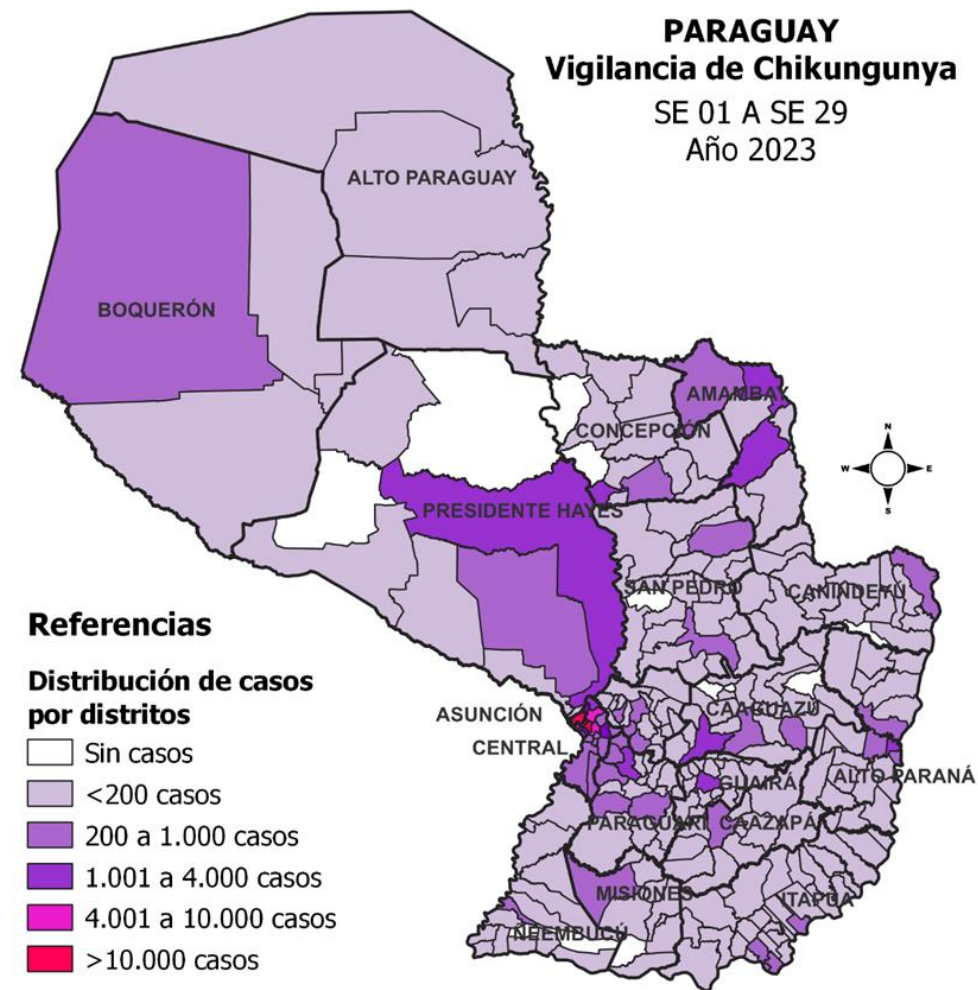 PARAGUAY
Vigilancia de Chikungunya
SE 01 A SE 29
Año 2023
ALTO PARAGUAY
BOQUERÓN
AMAMBAY
CONCEPCIÓN
N
W
E
S
PRESIDENTE HAYES
SAN PEDRO
CANINDEYÚ
Referencias
Distribución de casos
por distritos
Sin casos
<200 casos
200 a 1.000 casos
1.001 a 4.000 casos
4.001 a 10.000 casos
>10.000 casos
ASUNCIÓN
CENTRAL
CAAGUAZÚ
GUAIRÁ
ALTO PARANÁ
PARAGUARÍ
CAAZAPÁ
MISIONES
ITAPÚA
ÑEEMBUCÚ